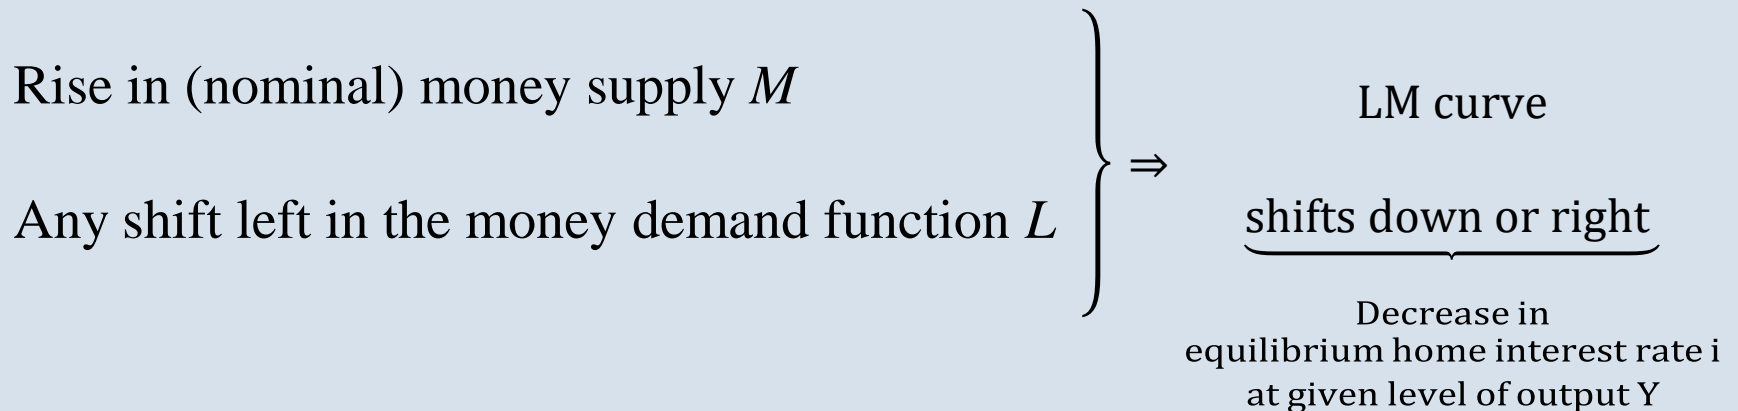 Rise in (nominal) money supply M
Any shift left in the money demand function L
⇒
LM curve
shifts down or right
Decrease in
equilibrium home interest rate i
at given level of output Y